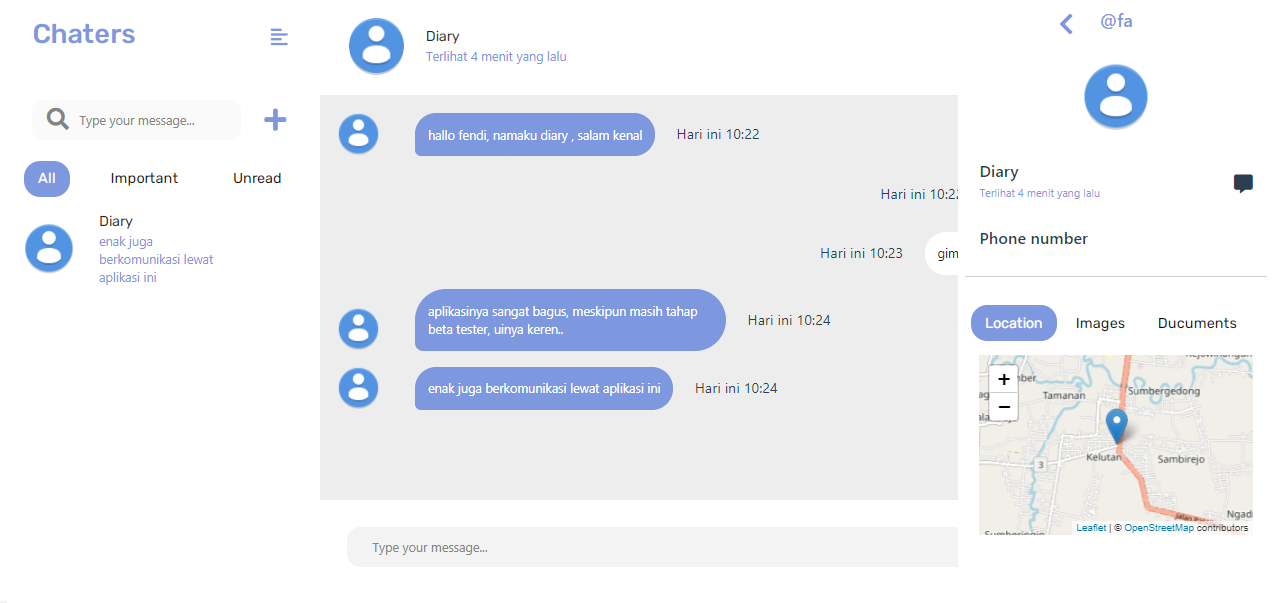 Chaters
Type your message...
All
Important
Unread
Diary
enak juga
berkomunikasi lewat
aplikasi ini
Diary
Terlihat 4 menit yang lalu
hallo fendi, namaku diary , salam kenal
Hari ini 10:22
Hari ini 10:22
Hari ini 10:23
gim
aplikasinya sangat bagus, meskipun masih tahap
beta tester, uinya keren..
Hari ini 10:24
enak juga berkomunikasi lewat aplikasi ini
Hari ini 10:24
Type your message...
@fa
Diary
Terlihat 4 menit yang lalu
Phone number
Location
Images
Ducuments
+
−
Tamanan
Sumbergedong
Kelutan
3
Sambirejo
Ngadi
Leaflet | © OpenStreetMap contributors